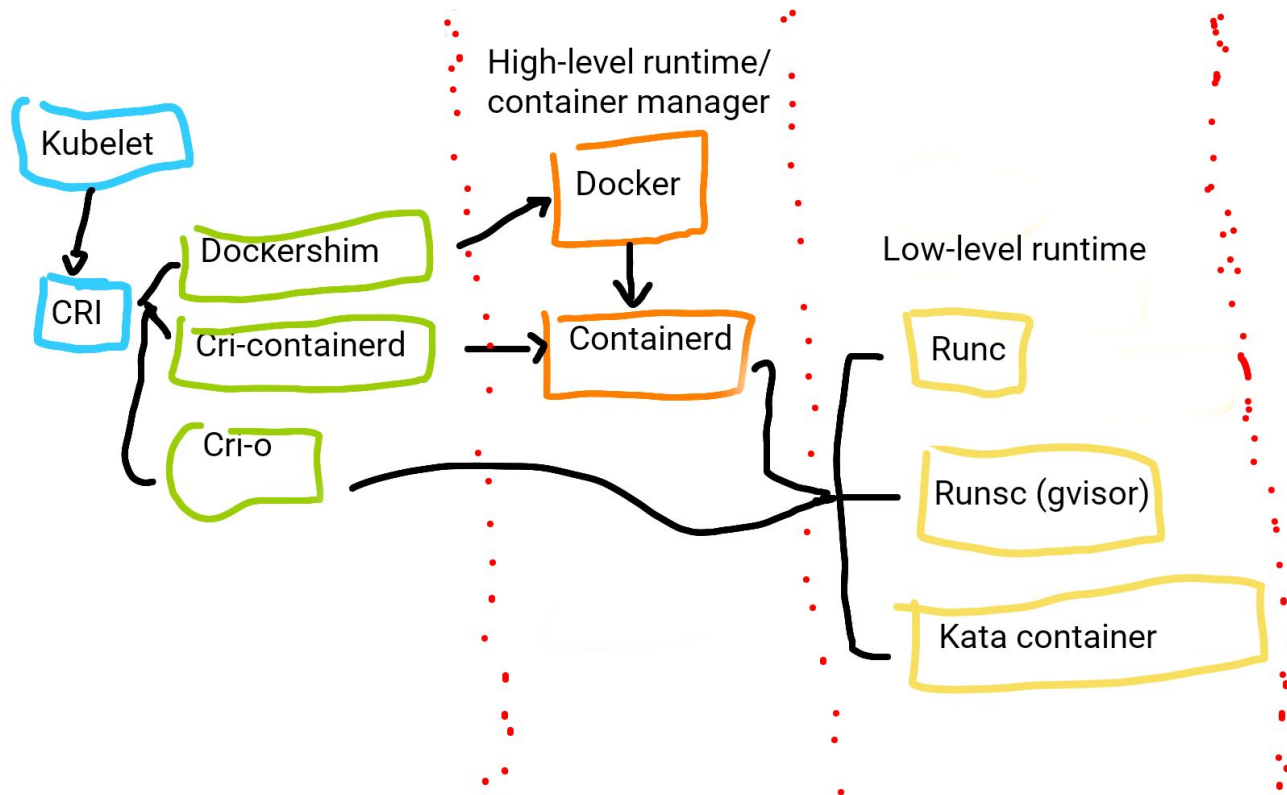 High-level runtime/
container manager
Kubelet
Docker
Dockershim
Low-level runtime
CRI
Cri-containerd
Containerd
Runc
Cri-o
Runsc (gvisor)
Kata container